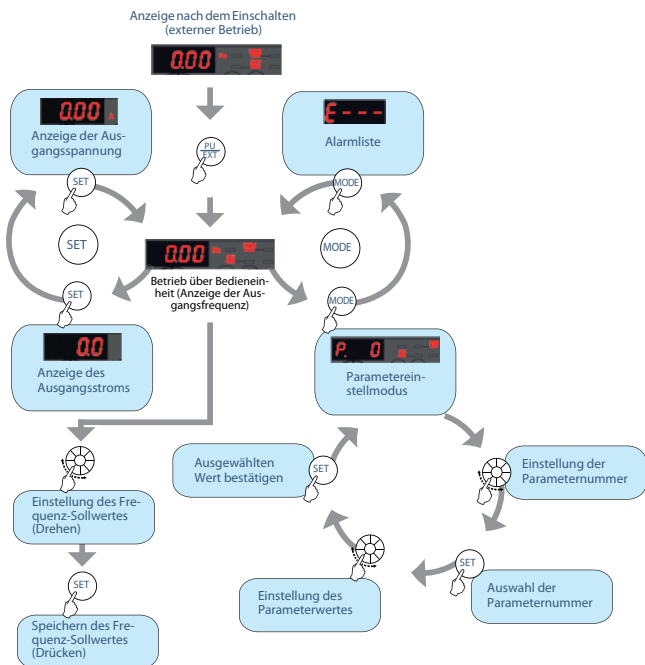 Anzeige nach dem Einschalten
(externer Betrieb)
0.00
0.00 A
Anzeige der Aus-
gangsspannung
E---
Alarmliste
PU
EXT
SET
MODE
SET
MODE
0.00
Betrieb über Bedienein-
heit (Anzeige der Aus-
gangsfrequenz)
SET
MODE
0.0
Anzeige des
Ausgangsstroms
P. 0
Parameterein-
stellmodus
Ausgewählten
Wert bestätigen
SET
Einstellung der
Parameternummer
Einstellung des Fre-
quenz-Sollwertes
(Drehen)
SET
Einstellung des
Parameterwertes
SET
Auswahl der
Parameternummer
Speichern des Fre-
quenz-Sollwertes
(Drücken)